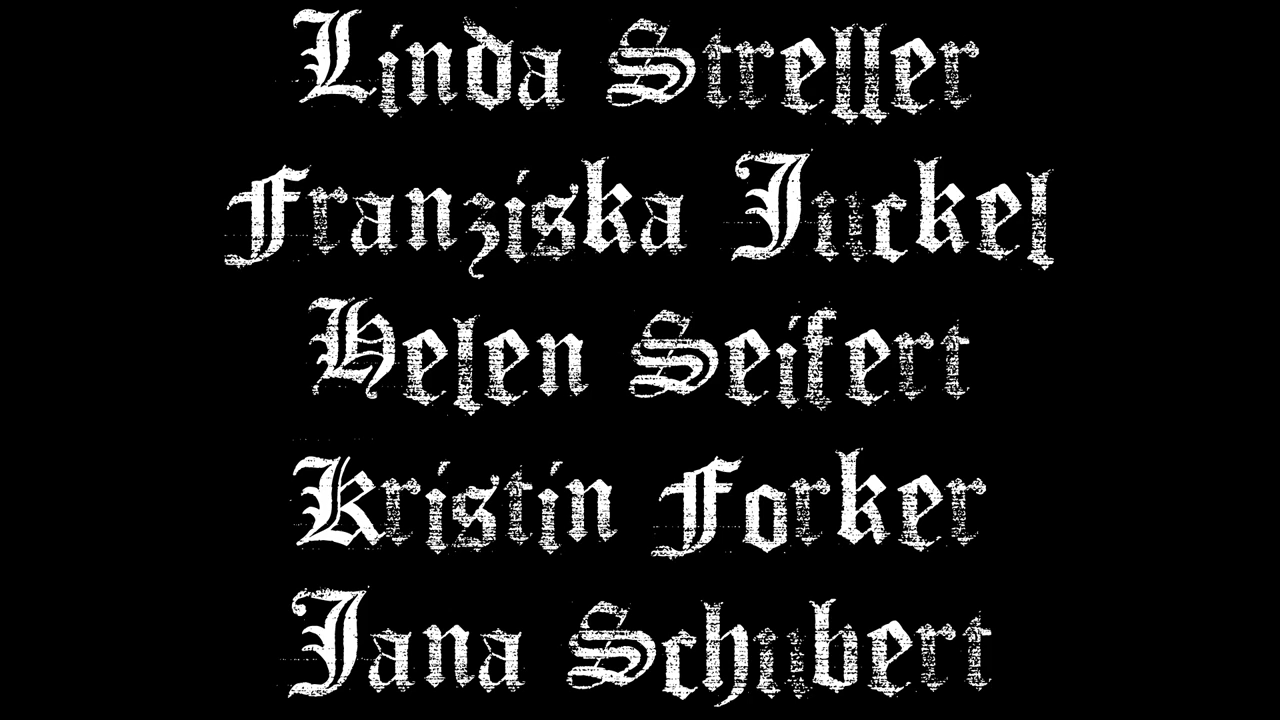 Linda Streller
Franziska Juckel
Helen Seifert
Kristin Forker
Jana Schubert